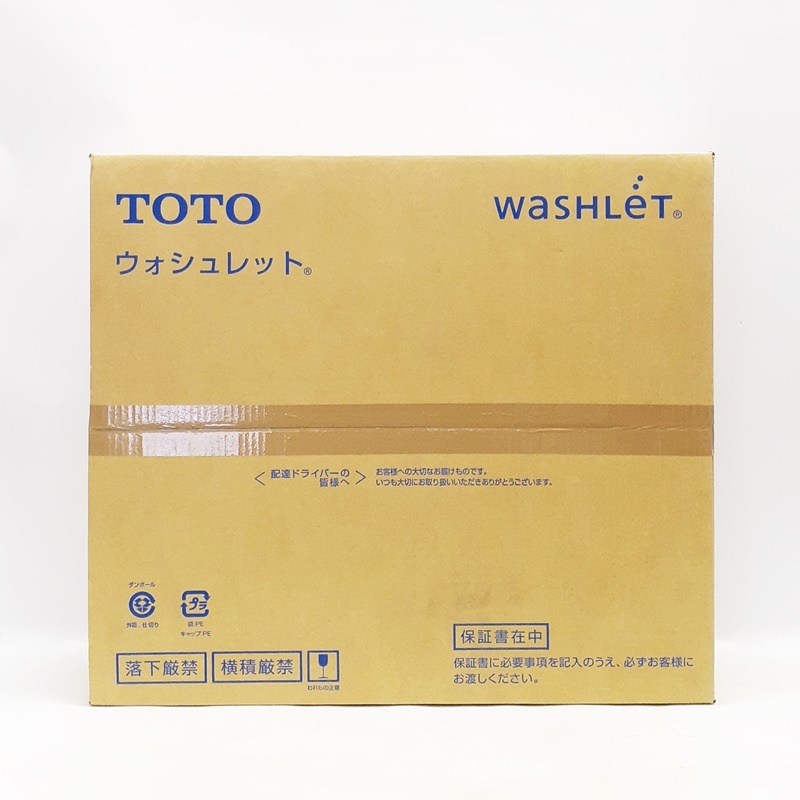 TOTO
WASHLET®
ウォシュレット®
＜配達ドライバーの
皆様へ＞
お客様への大切なお届けものです。
いつも大切にお取り扱いいただきありがとうございます。
ダンボール
外箱, 仕切り
プラ
袋:PE
キャップ:PE
落下厳禁
横積厳禁
われもの注意
保証書在中
保証書に必要事項を記入のうえ、必ずお客様に
お渡しください。